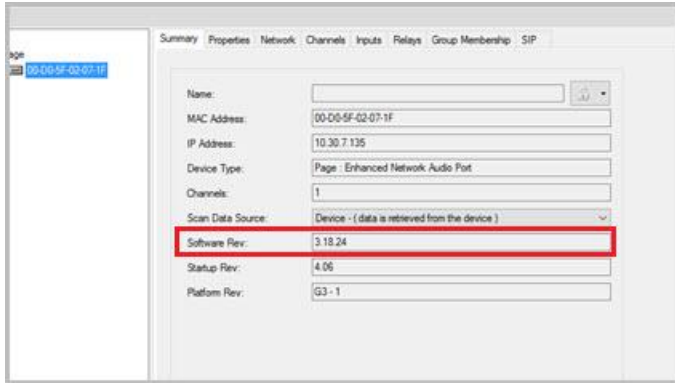 Summary Properties Network Channels Inputs Relays Group Membership SIP
00-D0-5F-02-07-1F
Name:
MAC Address: 00-D0-5F-02-07-1F
IP Address: 10.30.7.135
Device Type: Page : Enhanced Network Audio Port
Channels: 1
Scan Data Source: Device - ( data is retrieved from the device )
Software Rev: 3.18.24
Startup Rev: 4.06
Platform Rev: G3 - 1